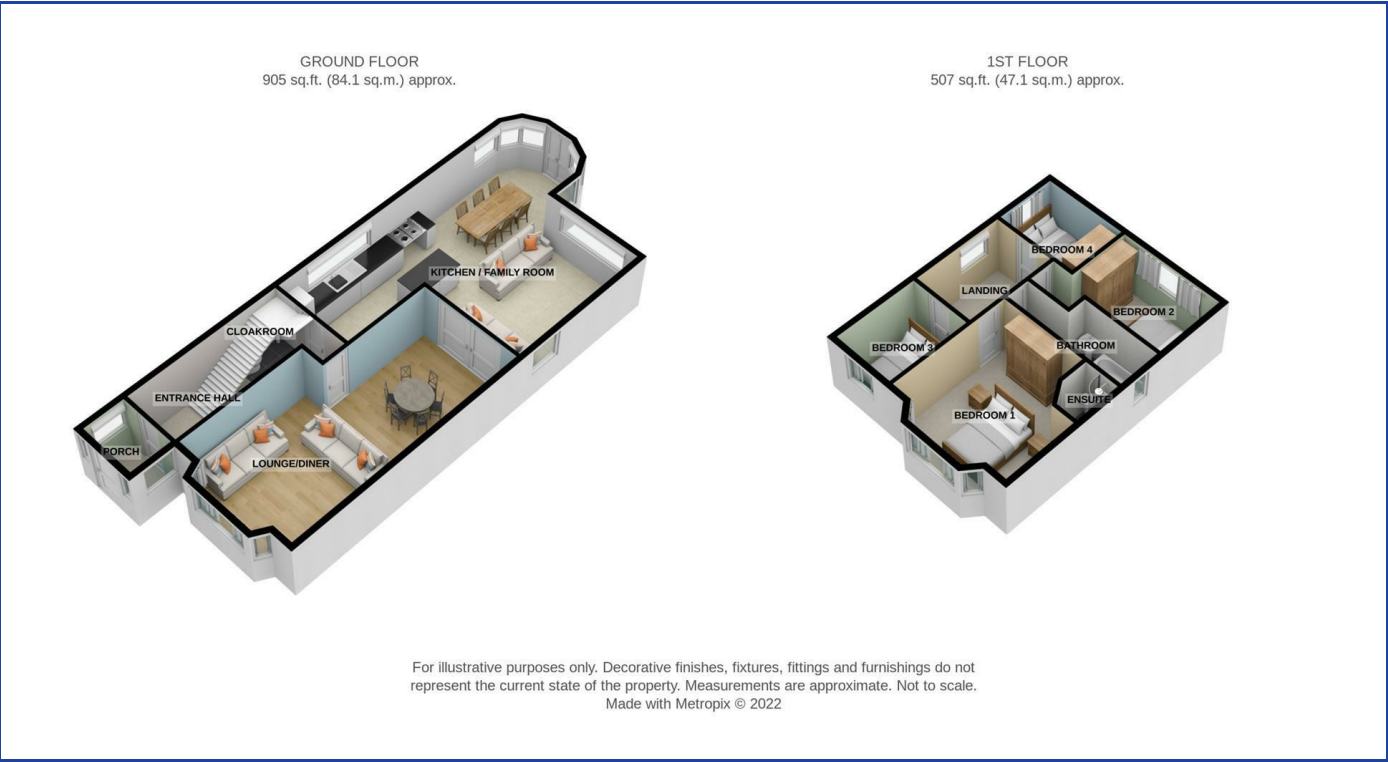 GROUND FLOOR
905 sq.ft. (84.1 sq.m.) approx.
1ST FLOOR
507 sq.ft. (47.1 sq.m.) approx.
KITCHEN / FAMILY ROOM
CLOAKROOM
ENTRANCE HALL
PORCH
LOUNGE/DINER
BEDROOM 4
LANDING
BEDROOM 2
BEDROOM 3
BATHROOM
ENSUITE
BEDROOM 1
For illustrative purposes only. Decorative finishes, fixtures, fittings and furnishings do not
represent the current state of the property. Measurements are approximate. Not to scale.
Made with Metropix © 2022